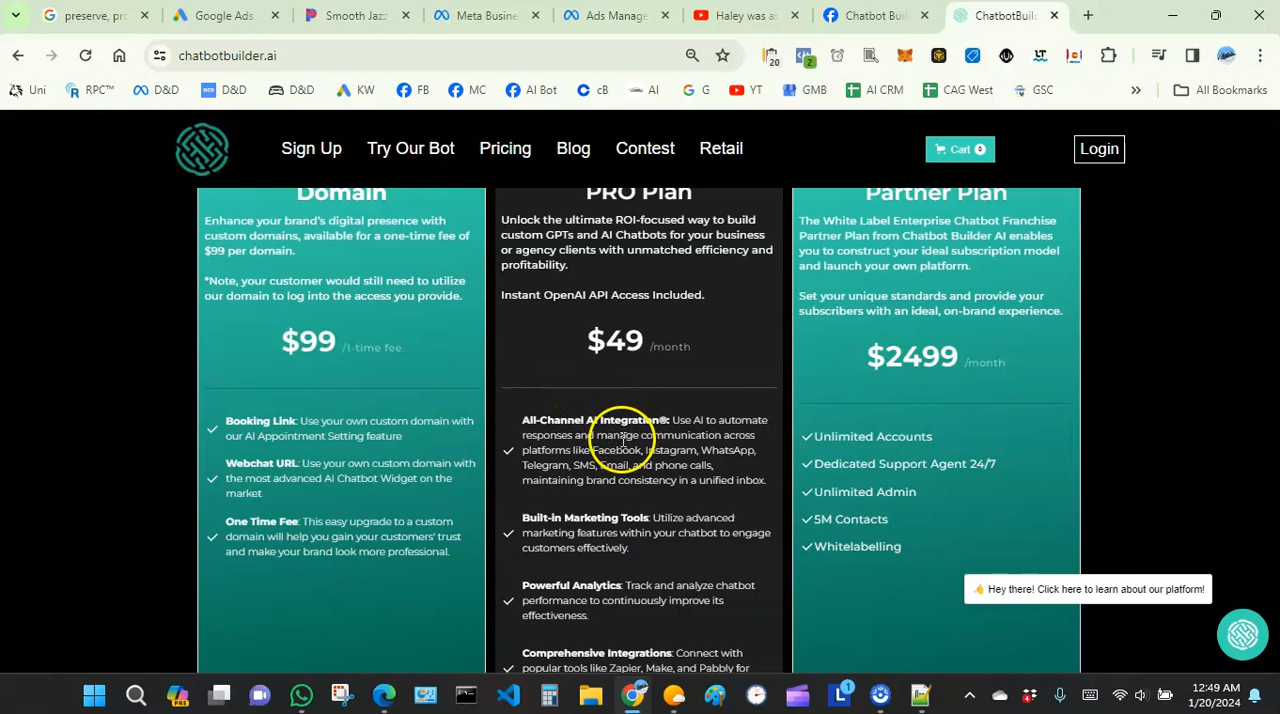 preserve, pr
Google Ads
Smooth Jazz
Meta Busine
Ads Manage
Haley was a
Chatbot Buil
ChatbotBuil
chatbotbuilder.ai
20
2
Uni
RPC™
D&D
D&D
D&D
KW
FB
MC
AI Bot
cB
AI
G
YT
GMB
AI CRM
CAG West
GSC
All Bookmarks
Sign Up
Try Our Bot
Pricing
Blog
Contest
Retail
Cart 0
Login
Domain
Enhance your brand's digital presence with
custom domains, available for a one-time fee of
$99 per domain.
*Note, your customer would still need to utilize
our domain to log into the access you provide.
$99 /1-time fee
Booking Link: Use your own custom domain with
our AI Appointment Setting feature
Webchat URL: Use your own custom domain with
the most advanced AI Chatbot Widget on the
market
One Time Fee: This easy upgrade to a custom
domain will help you gain your customers' trust
and make your brand look more professional.
PRO Plan
Unlock the ultimate ROI-focused way to build
custom GPTs and AI Chatbots for your business
or agency clients with unmatched efficiency and
profitability.
Instant OpenAI API Access Included.
$49 /month
All-Channel AI Integration®: Use AI to automate
responses and manage communication across
platforms like Facebook, Instagram, WhatsApp,
Telegram, SMS, Email, and phone calls,
maintaining brand consistency in a unified inbox.
Built-in Marketing Tools: Utilize advanced
marketing features within your chatbot to engage
customers effectively.
Powerful Analytics: Track and analyze chatbot
performance to continuously improve its
effectiveness.
Comprehensive Integrations: Connect with
popular tools like Zapier, Make, and Pabbly for
Partner Plan
The White Label Enterprise Chatbot Franchise
Partner Plan from Chatbot Builder AI enables
you to construct your ideal subscription model
and launch your own platform.
Set your unique standards and provide your
subscribers with an ideal, on-brand experience.
$2499 /month
Unlimited Accounts
Dedicated Support Agent 24/7
Unlimited Admin
5M Contacts
Whitelabelling
Hey there! Click here to learn about our platform!
12:49 AM
1/20/2024